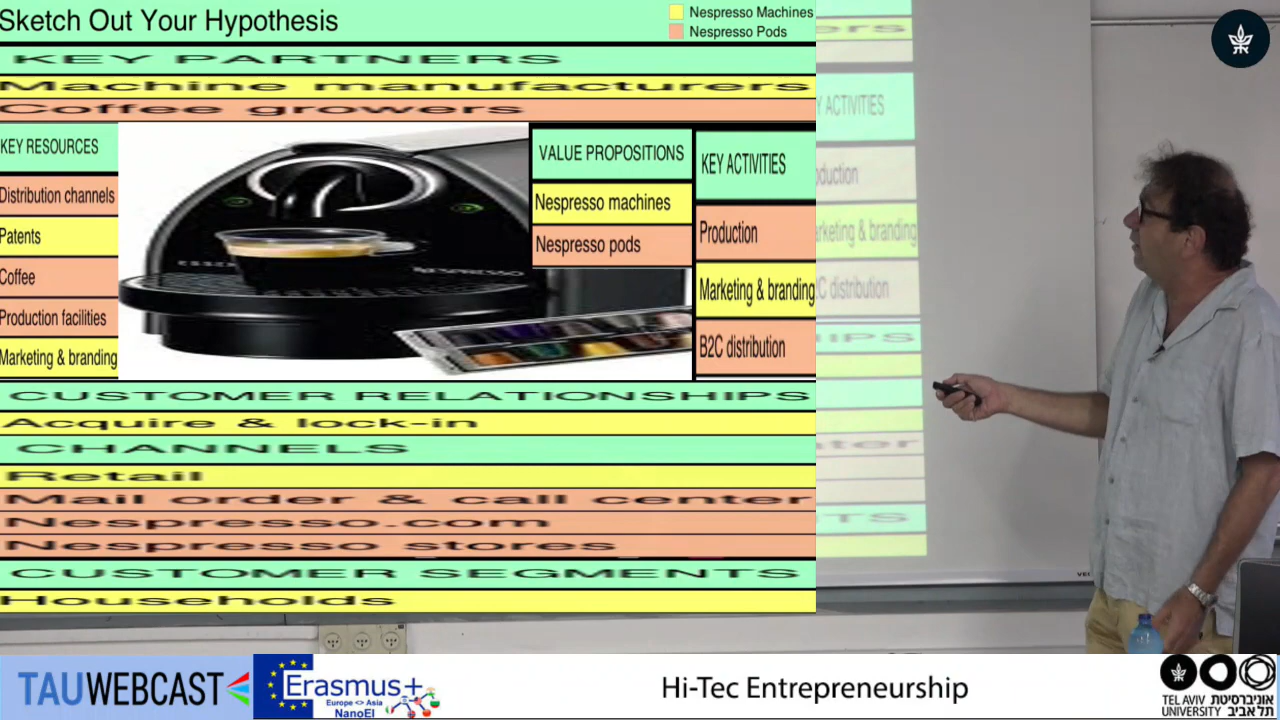 Sketch Out Your Hypothesis
Nespresso Machines
Nespresso Pods
KEY PARTNERS
Machine manufacturers
Coffee growers
KEY RESOURCES
Distribution channels
Patents
Coffee
Production facilities
Marketing & branding
NESPRESSO
VALUE PROPOSITIONS
Nespresso machines
Nespresso pods
KEY ACTIVITIES
Production
Marketing & branding
B2C distribution
CUSTOMER RELATIONSHIPS
Acquire & lock-in
CHANNELS
Retail
Mail order & call center
Nespresso.com
Nespresso stores
CUSTOMER SEGMENTS
Households
ACTIVITIES
& branding
distribution
TAUWEBCAST
Erasmus+
Europe <> Asia
NanoEl
Hi-Tec Entrepreneurship
TEL AVIV אוניברסיטת
UNIVERSITY תל אביב